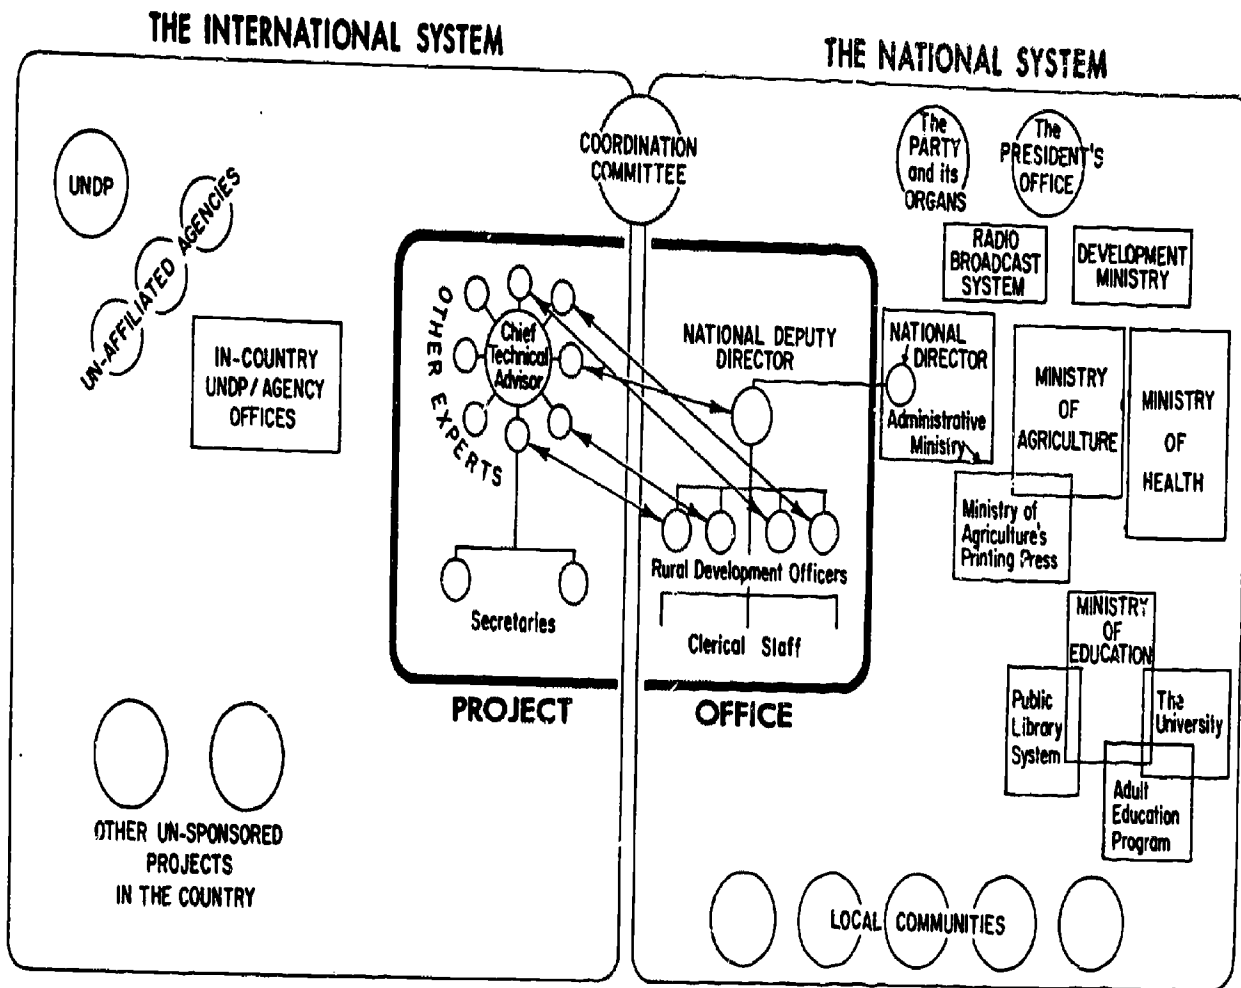 THE INTERNATIONAL SYSTEM
THE NATIONAL SYSTEM
UNDP
UN-AFFILIATED AGENCIES
IN-COUNTRY
UNDP/AGENCY
OFFICES
COORDINATION
COMMITTEE
The
PARTY
and its
ORGANS
The
PRESIDENT'S
OFFICE
RADIO
BROADCAST
SYSTEM
DEVELOPMENT
MINISTRY
OTHER EXPERTS
Chief
Technical
Advisor
NATIONAL DEPUTY
DIRECTOR
NATIONAL
DIRECTOR
Administrative
Ministry
MINISTRY
OF
AGRICULTURE
MINISTRY
OF
HEALTH
Ministry of
Agriculture's
Printing Press
Secretaries
Rural Development Officers
Clerical Staff
PROJECT OFFICE
MINISTRY
OF
EDUCATION
Public
Library
System
The
University
Adult
Education
Program
OTHER UN-SPONSORED
PROJECTS
IN THE COUNTRY
LOCAL COMMUNITIES